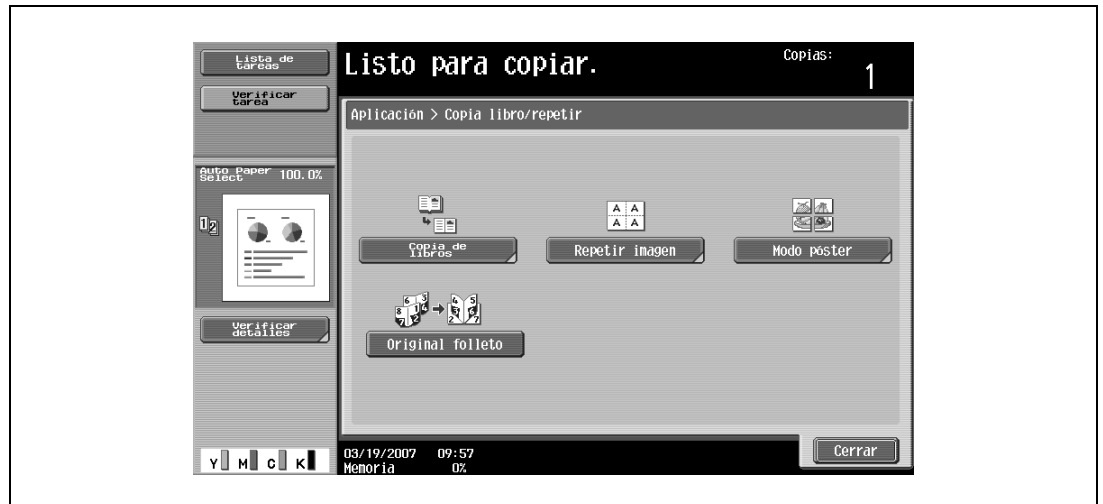 Lista de
tareas
Verificar
tarea
Listo para copiar.
Copias:
1
Aplicación > Copia libro/repetir
Auto Paper
Select
100.0%
1 2
A A
A A
Copia de
libros
Repetir imagen
Modo póster
Original folleto
Verificar
detalles
Cerrar
Y M C K
03/19/2007 09:57
Memoria 0%